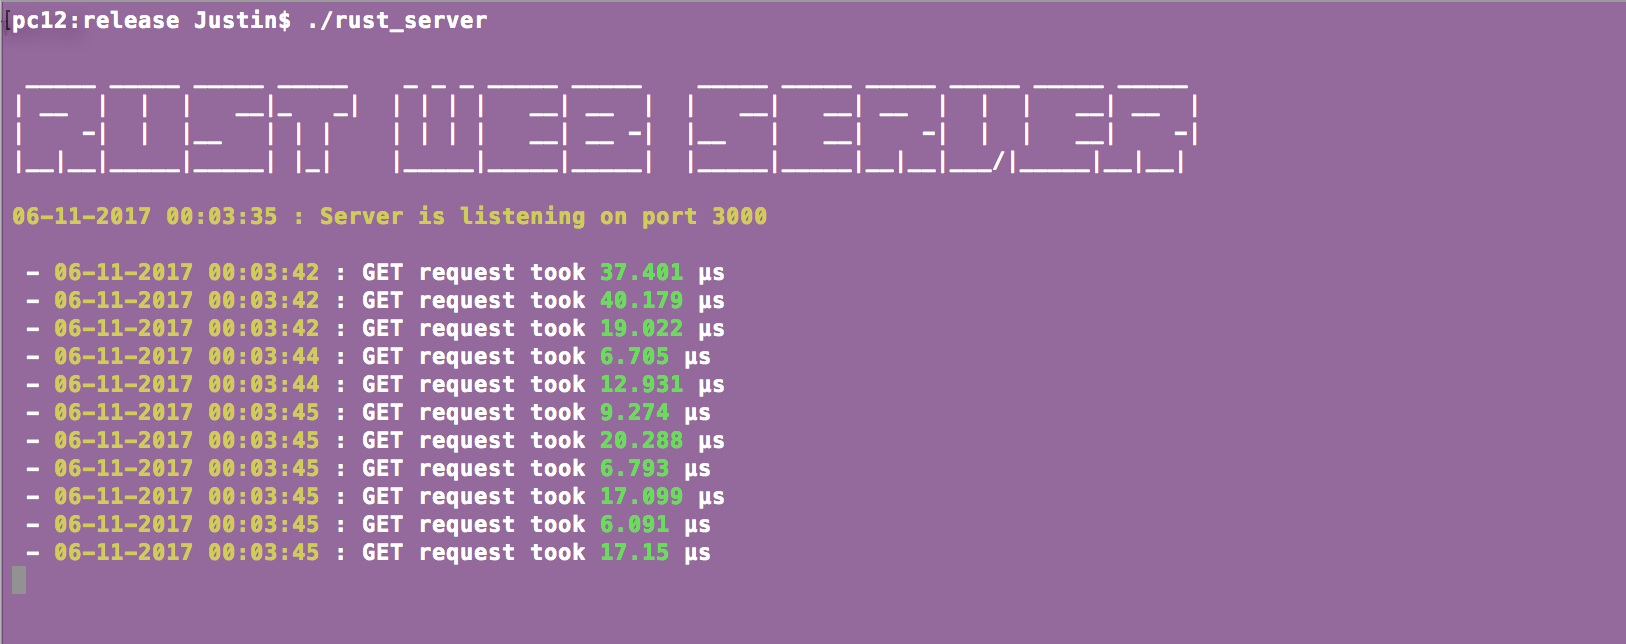 pc12:release Justin$ ./rust_server
RUST WEB SERVER
06-11-2017 00:03:35 : Server is listening on port 3000
- 06-11-2017 00:03:42 : GET request took 37.401 µs
- 06-11-2017 00:03:42 : GET request took 40.179 µs
- 06-11-2017 00:03:42 : GET request took 19.022 µs
- 06-11-2017 00:03:44 : GET request took 6.705 µs
- 06-11-2017 00:03:44 : GET request took 12.931 µs
- 06-11-2017 00:03:45 : GET request took 9.274 µs
- 06-11-2017 00:03:45 : GET request took 20.288 µs
- 06-11-2017 00:03:45 : GET request took 6.793 µs
- 06-11-2017 00:03:45 : GET request took 17.099 µs
- 06-11-2017 00:03:45 : GET request took 6.091 µs
- 06-11-2017 00:03:45 : GET request took 17.15 µs